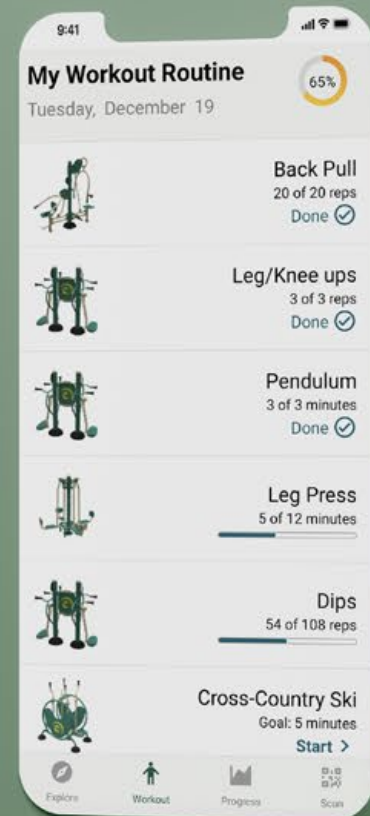 9:41
My Workout Routine
65%
Tuesday, December 19
Back Pull
20 of 20 reps
Done
Leg/Knee ups
3 of 3 reps
Done
Pendulum
3 of 3 minutes
Done
Leg Press
5 of 12 minutes
Dips
54 of 108 reps
Cross-Country Ski
Goal: 5 minutes
Start >
Explore
Workout
Progress
Scan